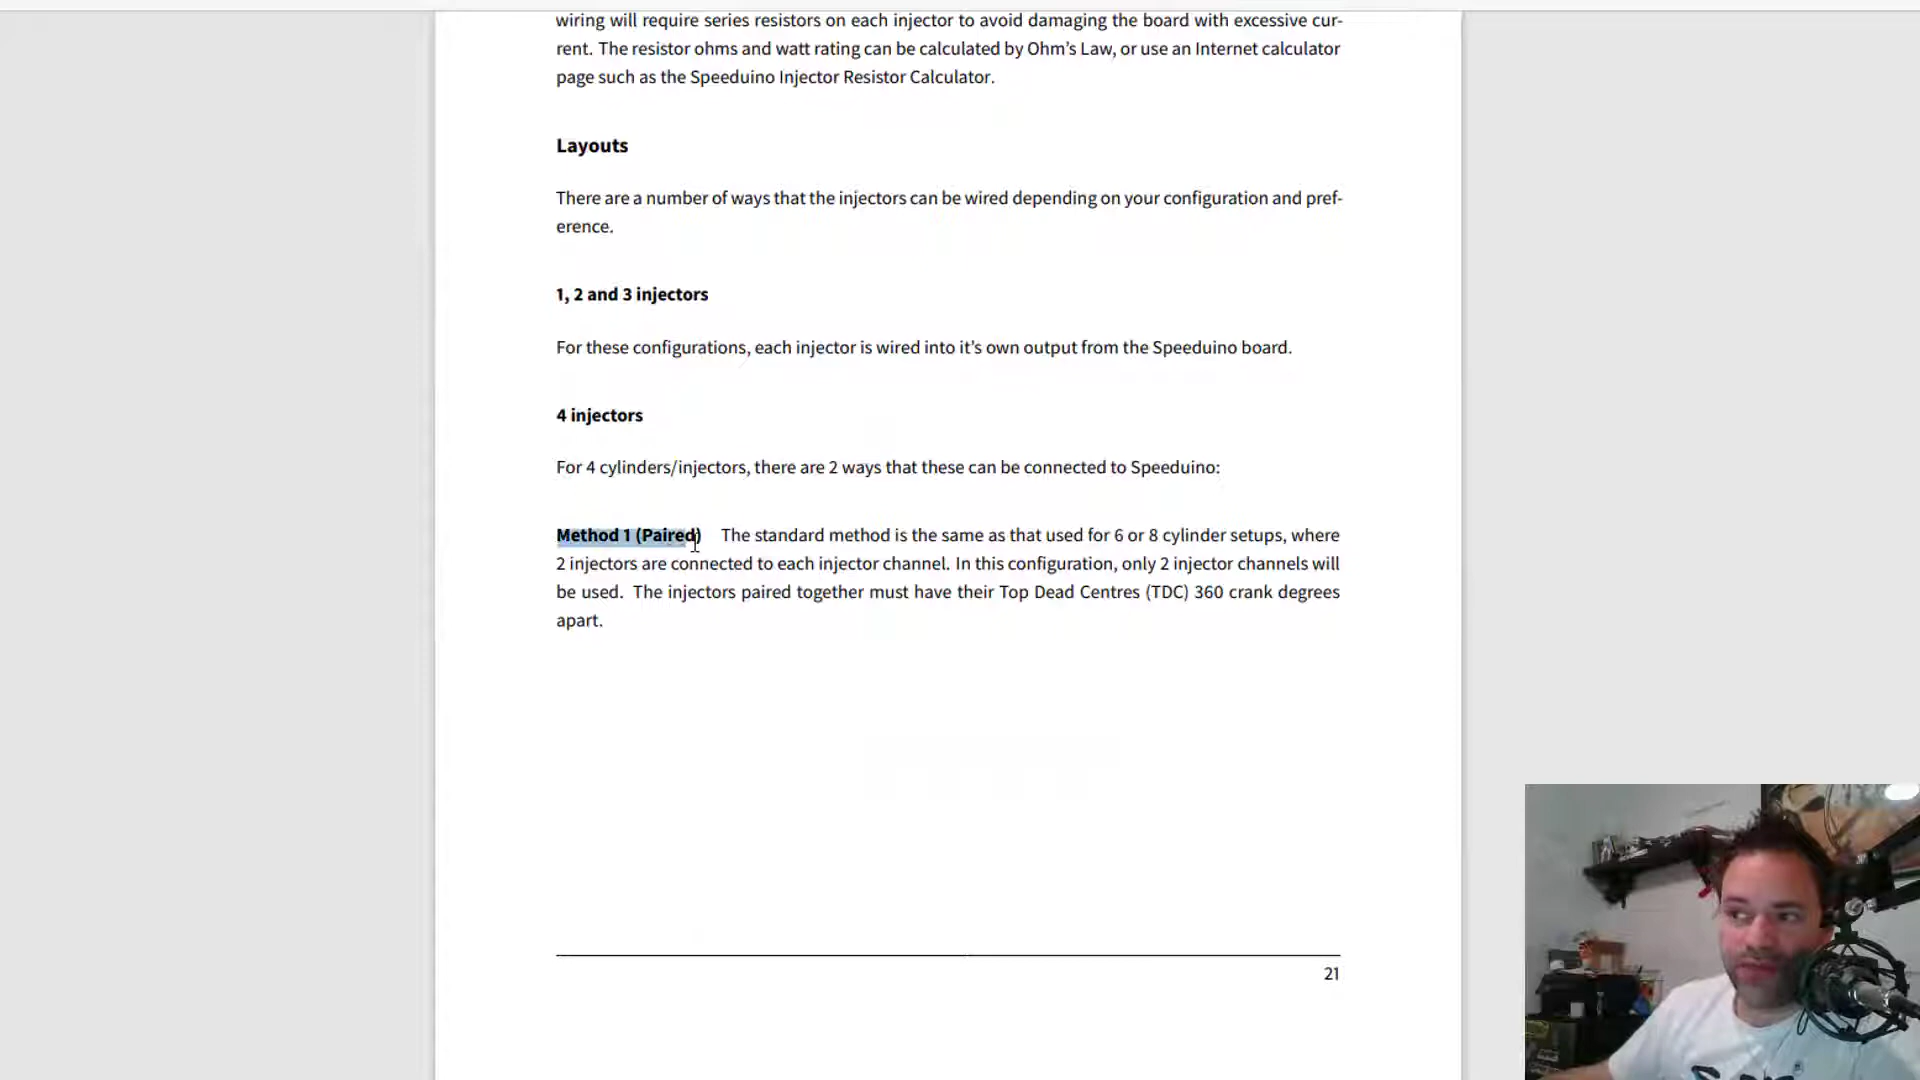 wiring will require series resistors on each injector to avoid damaging the board with excessive cur-
rent. The resistor ohms and watt rating can be calculated by Ohm’s Law, or use an Internet calculator
page such as the Speeduino Injector Resistor Calculator.
Layouts
There are a number of ways that the injectors can be wired depending on your configuration and pref-
erence.
1, 2 and 3 injectors
For these configurations, each injector is wired into it’s own output from the Speeduino board.
4 injectors
For 4 cylinders/injectors, there are 2 ways that these can be connected to Speeduino:
Method 1 (Paired) The standard method is the same as that used for 6 or 8 cylinder setups, where
2 injectors are connected to each injector channel. In this configuration, only 2 injector channels will
be used. The injectors paired together must have their Top Dead Centres (TDC) 360 crank degrees
apart.
21